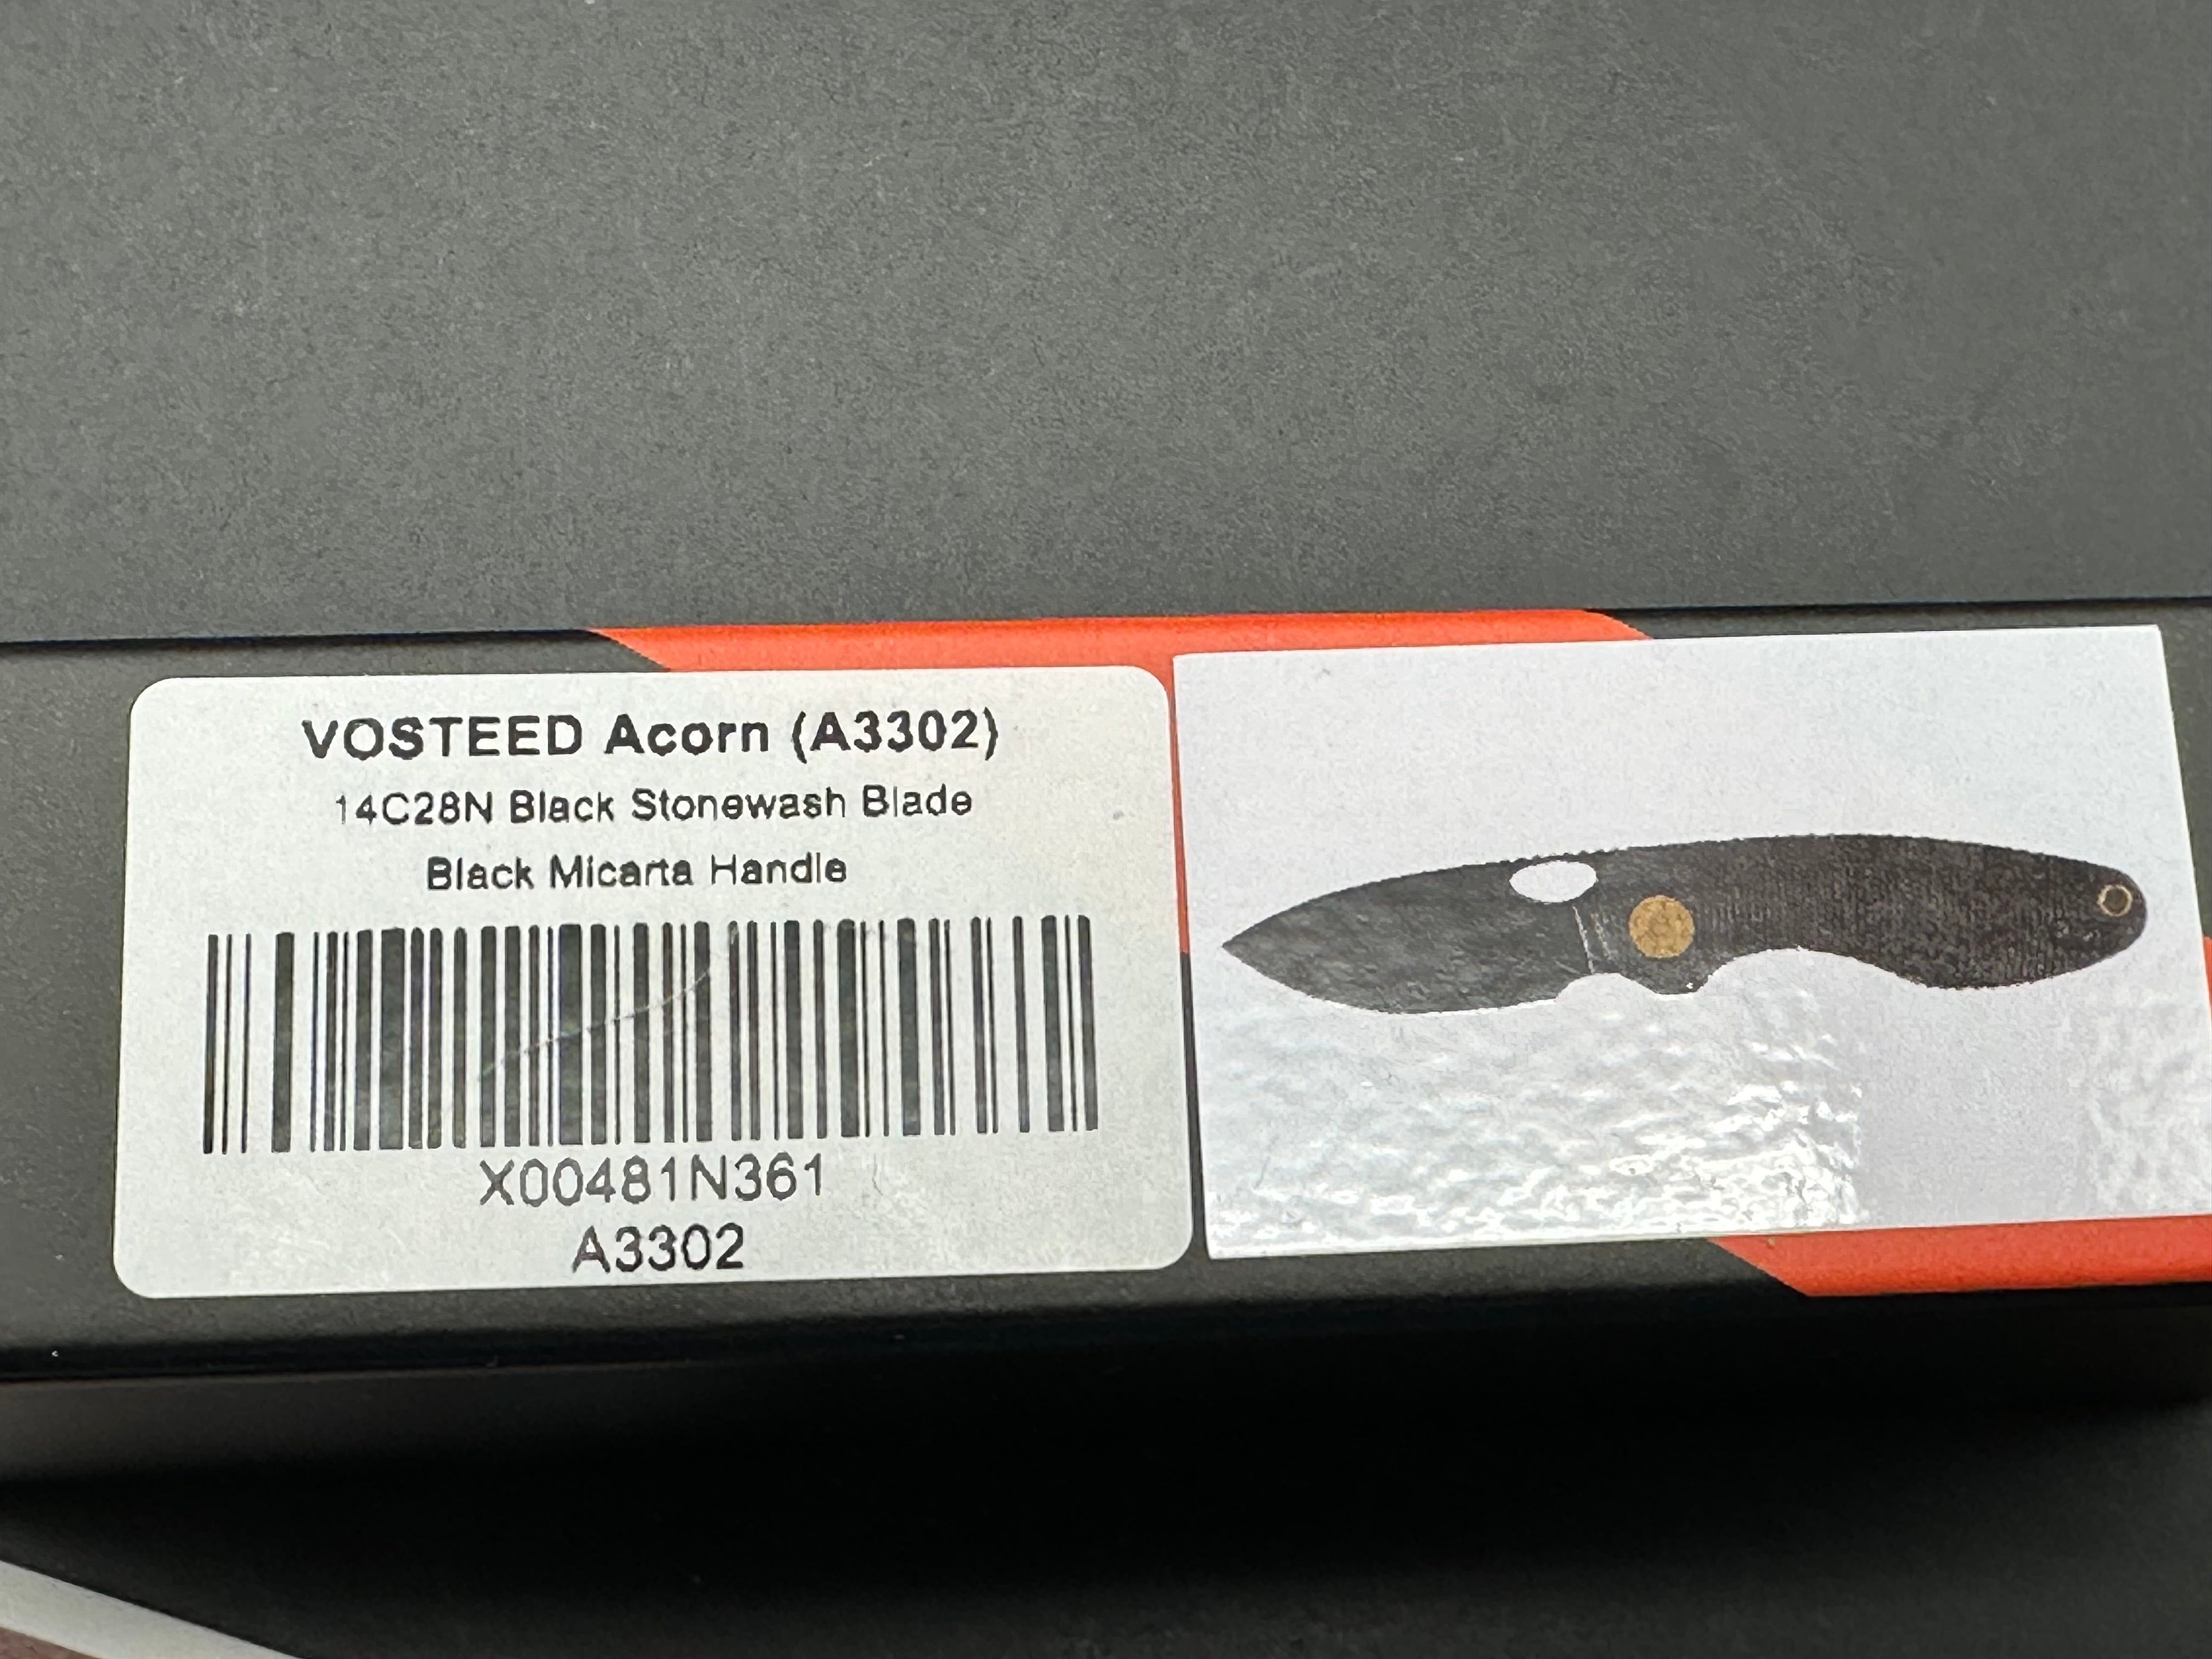 VOSTEED Acorn (A3302)
14C28N Black Stonewash Blade
Black Micarta Handle
X00481N361
A3302